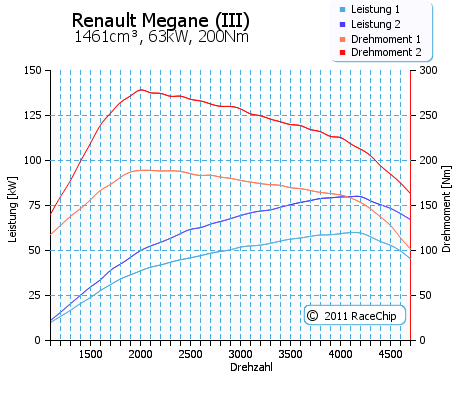 Renault Megane (III)
1461cm³, 63kW, 200Nm
Leistung 1
Leistung 2
Drehmoment 1
Drehmoment 2
150
125
100
75
50
25
0
Leistung [kW]
300
250
200
150
100
50
0
Drehmoment [Nm]
1500 2000 2500 3000 3500 4000 4500
Drehzahl
© 2011 RaceChip